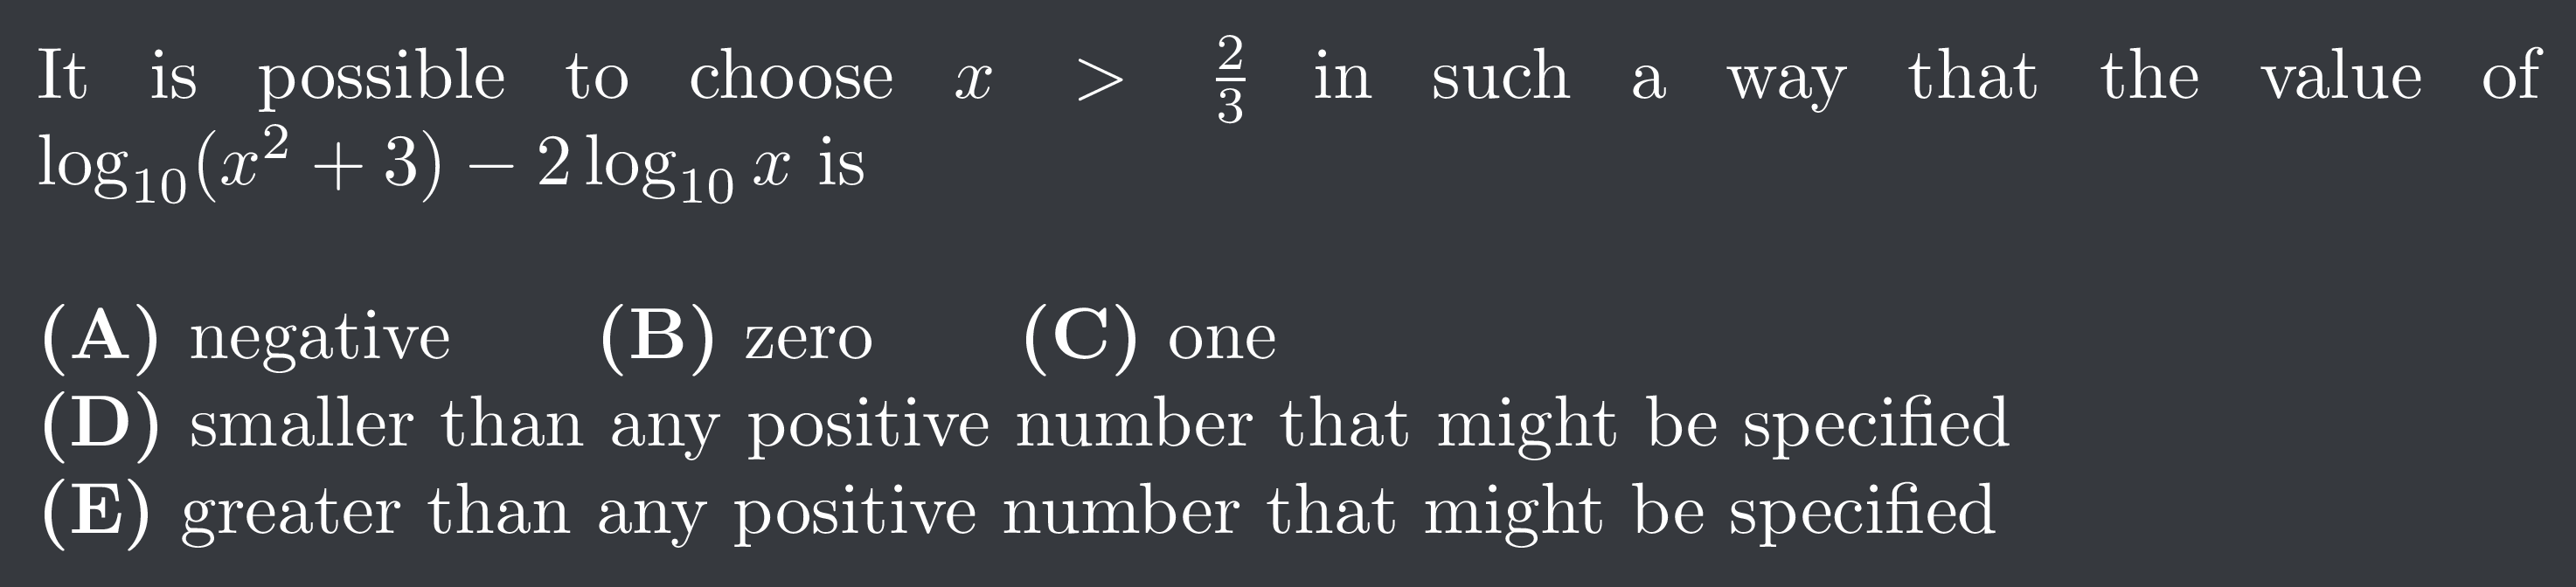 It is possible to choose x > 2/3 in such a way that the value of
log₁₀(x² + 3) − 2 log₁₀ x is
(A) negative (B) zero (C) one
(D) smaller than any positive number that might be specified
(E) greater than any positive number that might be specified